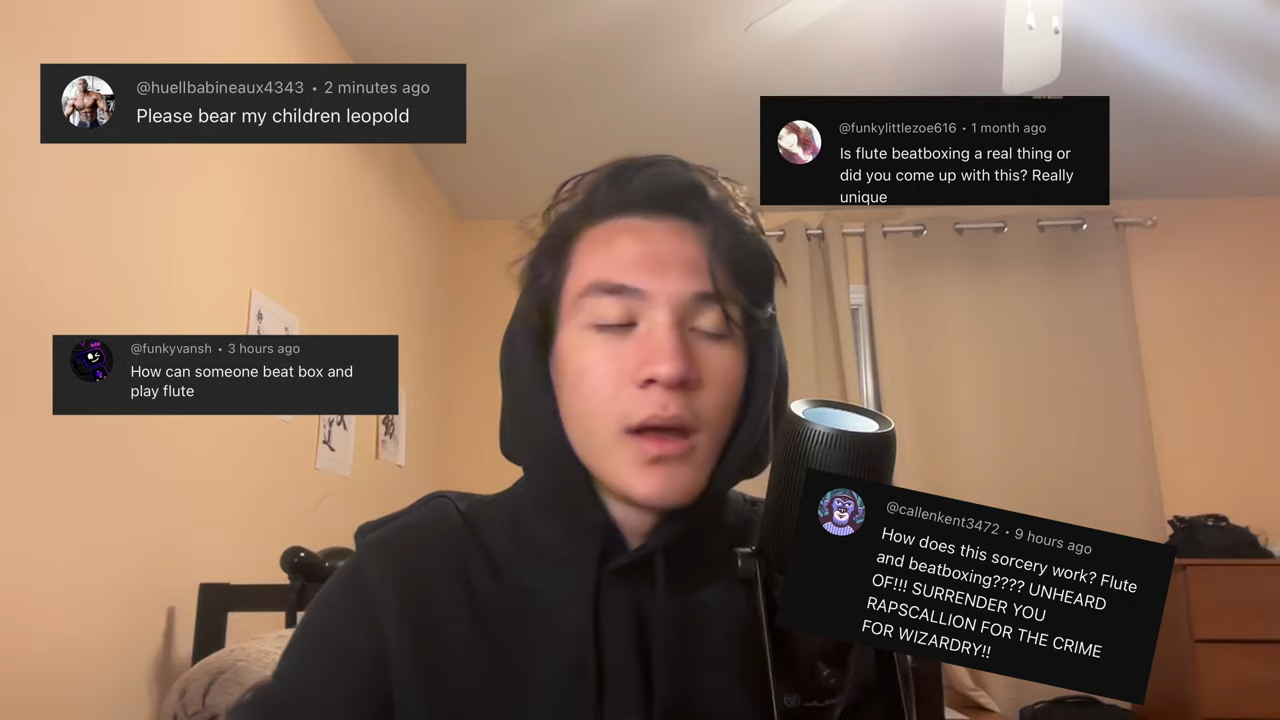 @huellbabineaux4343 • 2 minutes ago
Please bear my children leopold
@funkylittlezoe616 • 1 month ago
Is flute beatboxing a real thing or
did you come up with this? Really
unique
@funkyvansh • 3 hours ago
How can someone beat box and
play flute
@callenkent3472 • 9 hours ago
How does this sorcery work? Flute
and beatboxing???? UNHEARD
OF!!! SURRENDER YOU
RAPSCALLION FOR THE CRIME
FOR WIZARDRY!!